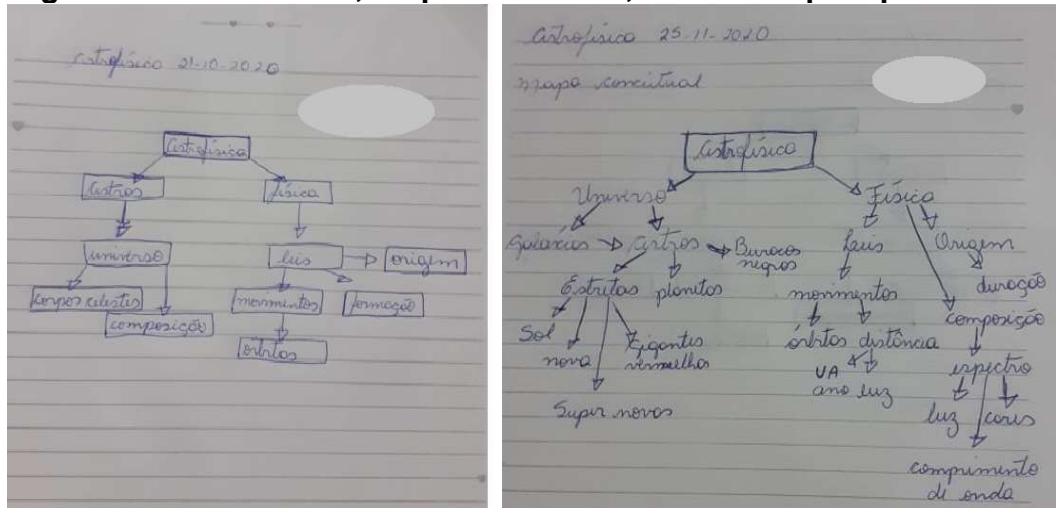 Astrofísica 21-10-2020
Astrofísica
Astros
física
universo
leis
origem
corpos celestes
movimentos
formação
composição
órbitas
Astrofísica 25-11-2020
Mapa conceitual
Astrofísica
Universo
Física
Galáxias
Astros
Buracos
negros
Leis
Origem
Estrelas
planetas
movimentos
duração
Sol
nova
Gigantes
vermelhas
órbitas
distância
composição
UA
ano luz
espectro
Super novas
luz
cores
comprimento
de onda